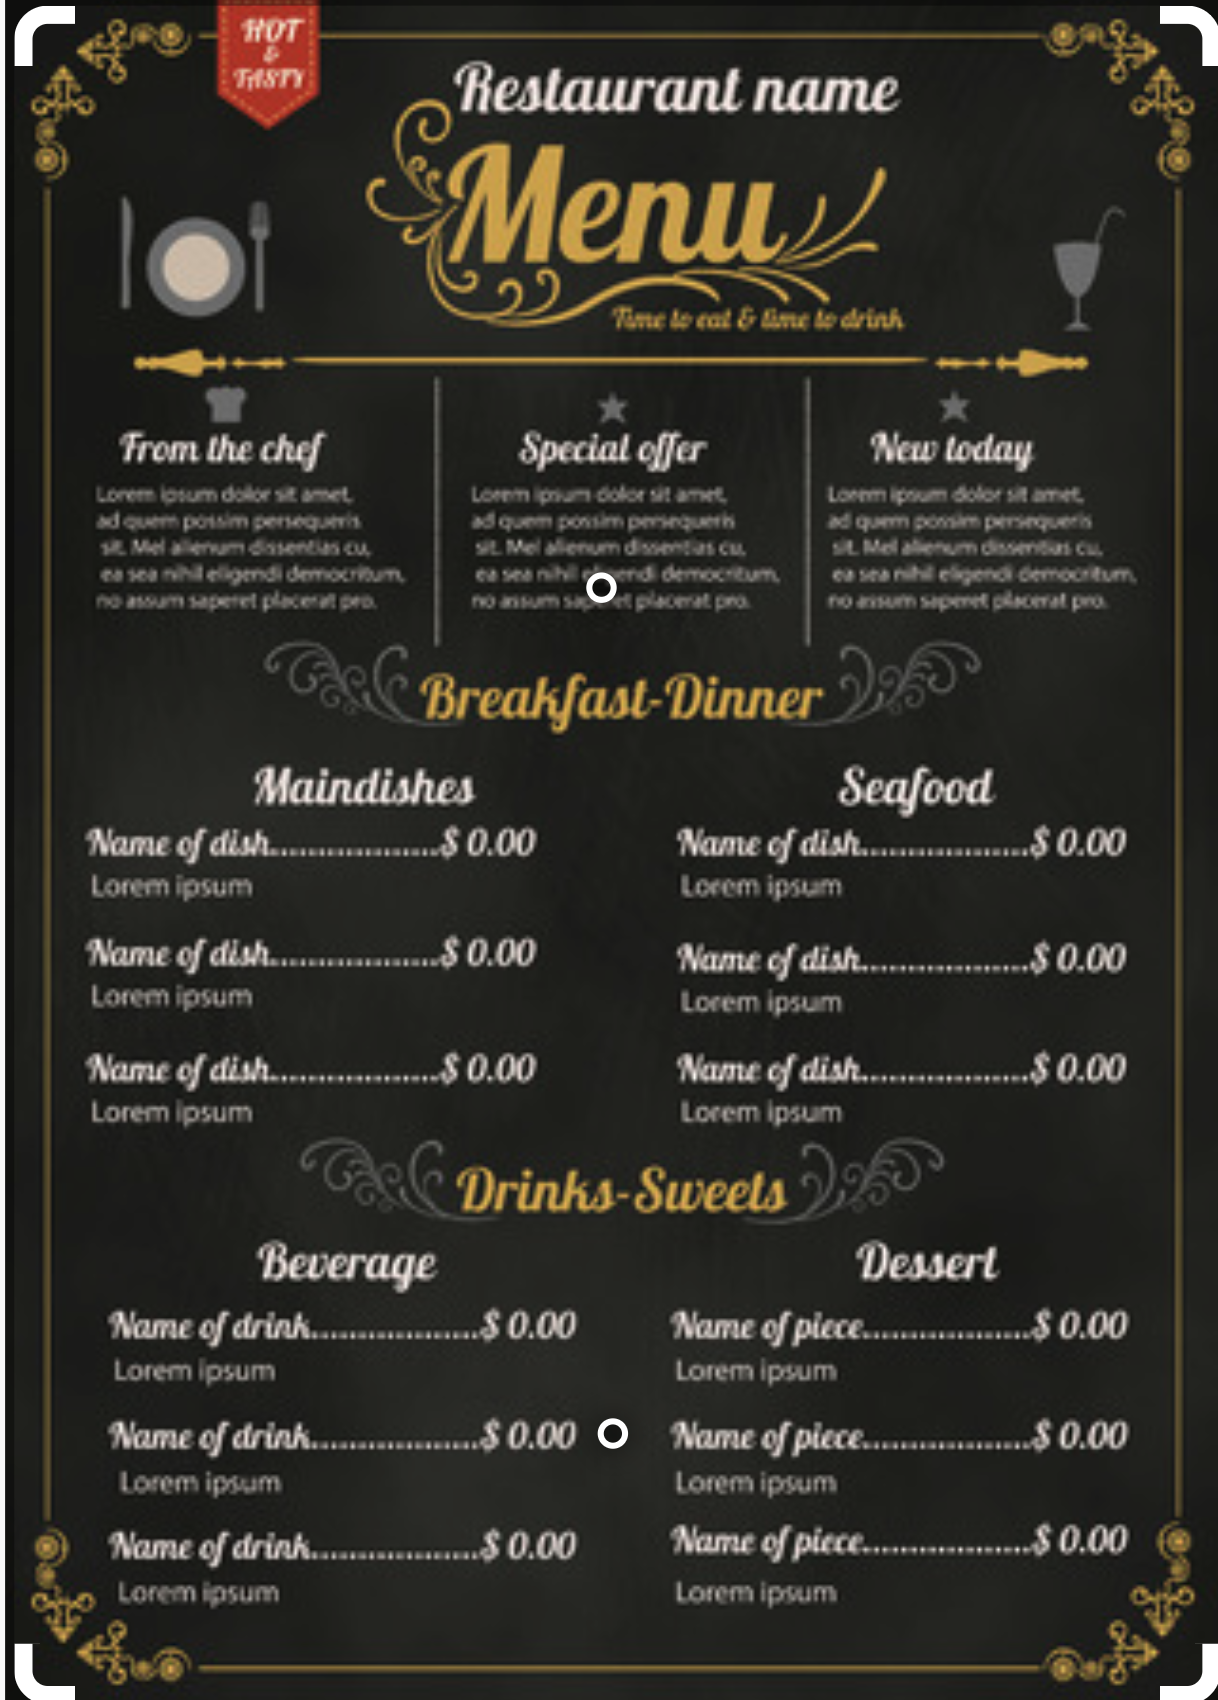 HOT
&
TASTY
Restaurant name
Menu
Time to eat & time to drink
From the chef
Lorem ipsum dolor sit amet,
ad quem possim persequeris
sit. Mel alienum dissentias cu,
ea sea nihil eligendi democritum,
no assum saperet placerat pro.
Special offer
Lorem ipsum dolor sit amet,
ad quem possim persequeris
sit. Mel alienum dissentias cu,
ea sea nihil eligendi democritum,
no assum saperet placerat pro.
New today
Lorem ipsum dolor sit amet,
ad quem possim persequeris
sit. Mel alienum dissentias cu,
ea sea nihil eligendi democritum,
no assum saperet placerat pro.
Breakfast-Dinner
Maindishes
Name of dish..................$ 0.00
Lorem ipsum
Name of dish..................$ 0.00
Lorem ipsum
Name of dish..................$ 0.00
Lorem ipsum
Seafood
Name of dish..................$ 0.00
Lorem ipsum
Name of dish..................$ 0.00
Lorem ipsum
Name of dish..................$ 0.00
Lorem ipsum
Drinks-Sweets
Beverage
Name of drink..................$ 0.00
Lorem ipsum
Name of drink..................$ 0.00
Lorem ipsum
Name of drink..................$ 0.00
Lorem ipsum
Dessert
Name of piece..................$ 0.00
Lorem ipsum
Name of piece..................$ 0.00
Lorem ipsum
Name of piece..................$ 0.00
Lorem ipsum